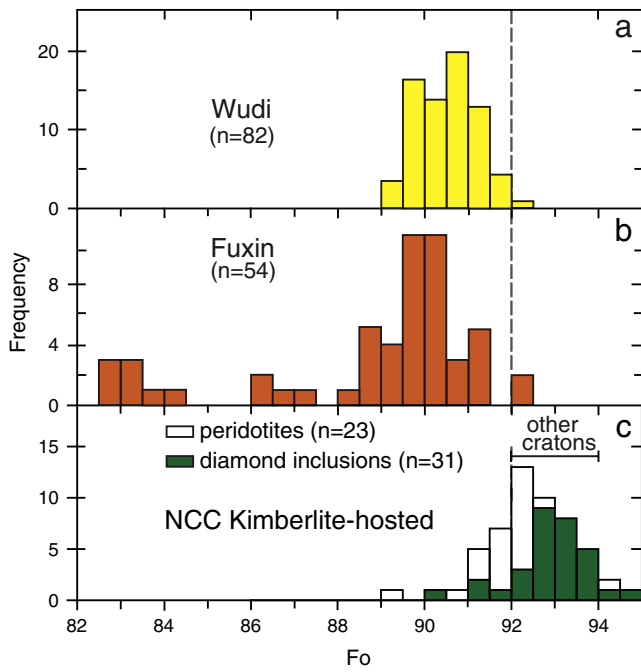 a
20
10
0
Wudi
(n=82)
b
8
4
0
Fuxin
(n=54)
Frequency
c
15
10
5
0
peridotites (n=23)
diamond inclusions (n=31)
other
cratons
NCC Kimberlite-hosted
82 84 86 88 90 92 94
Fo